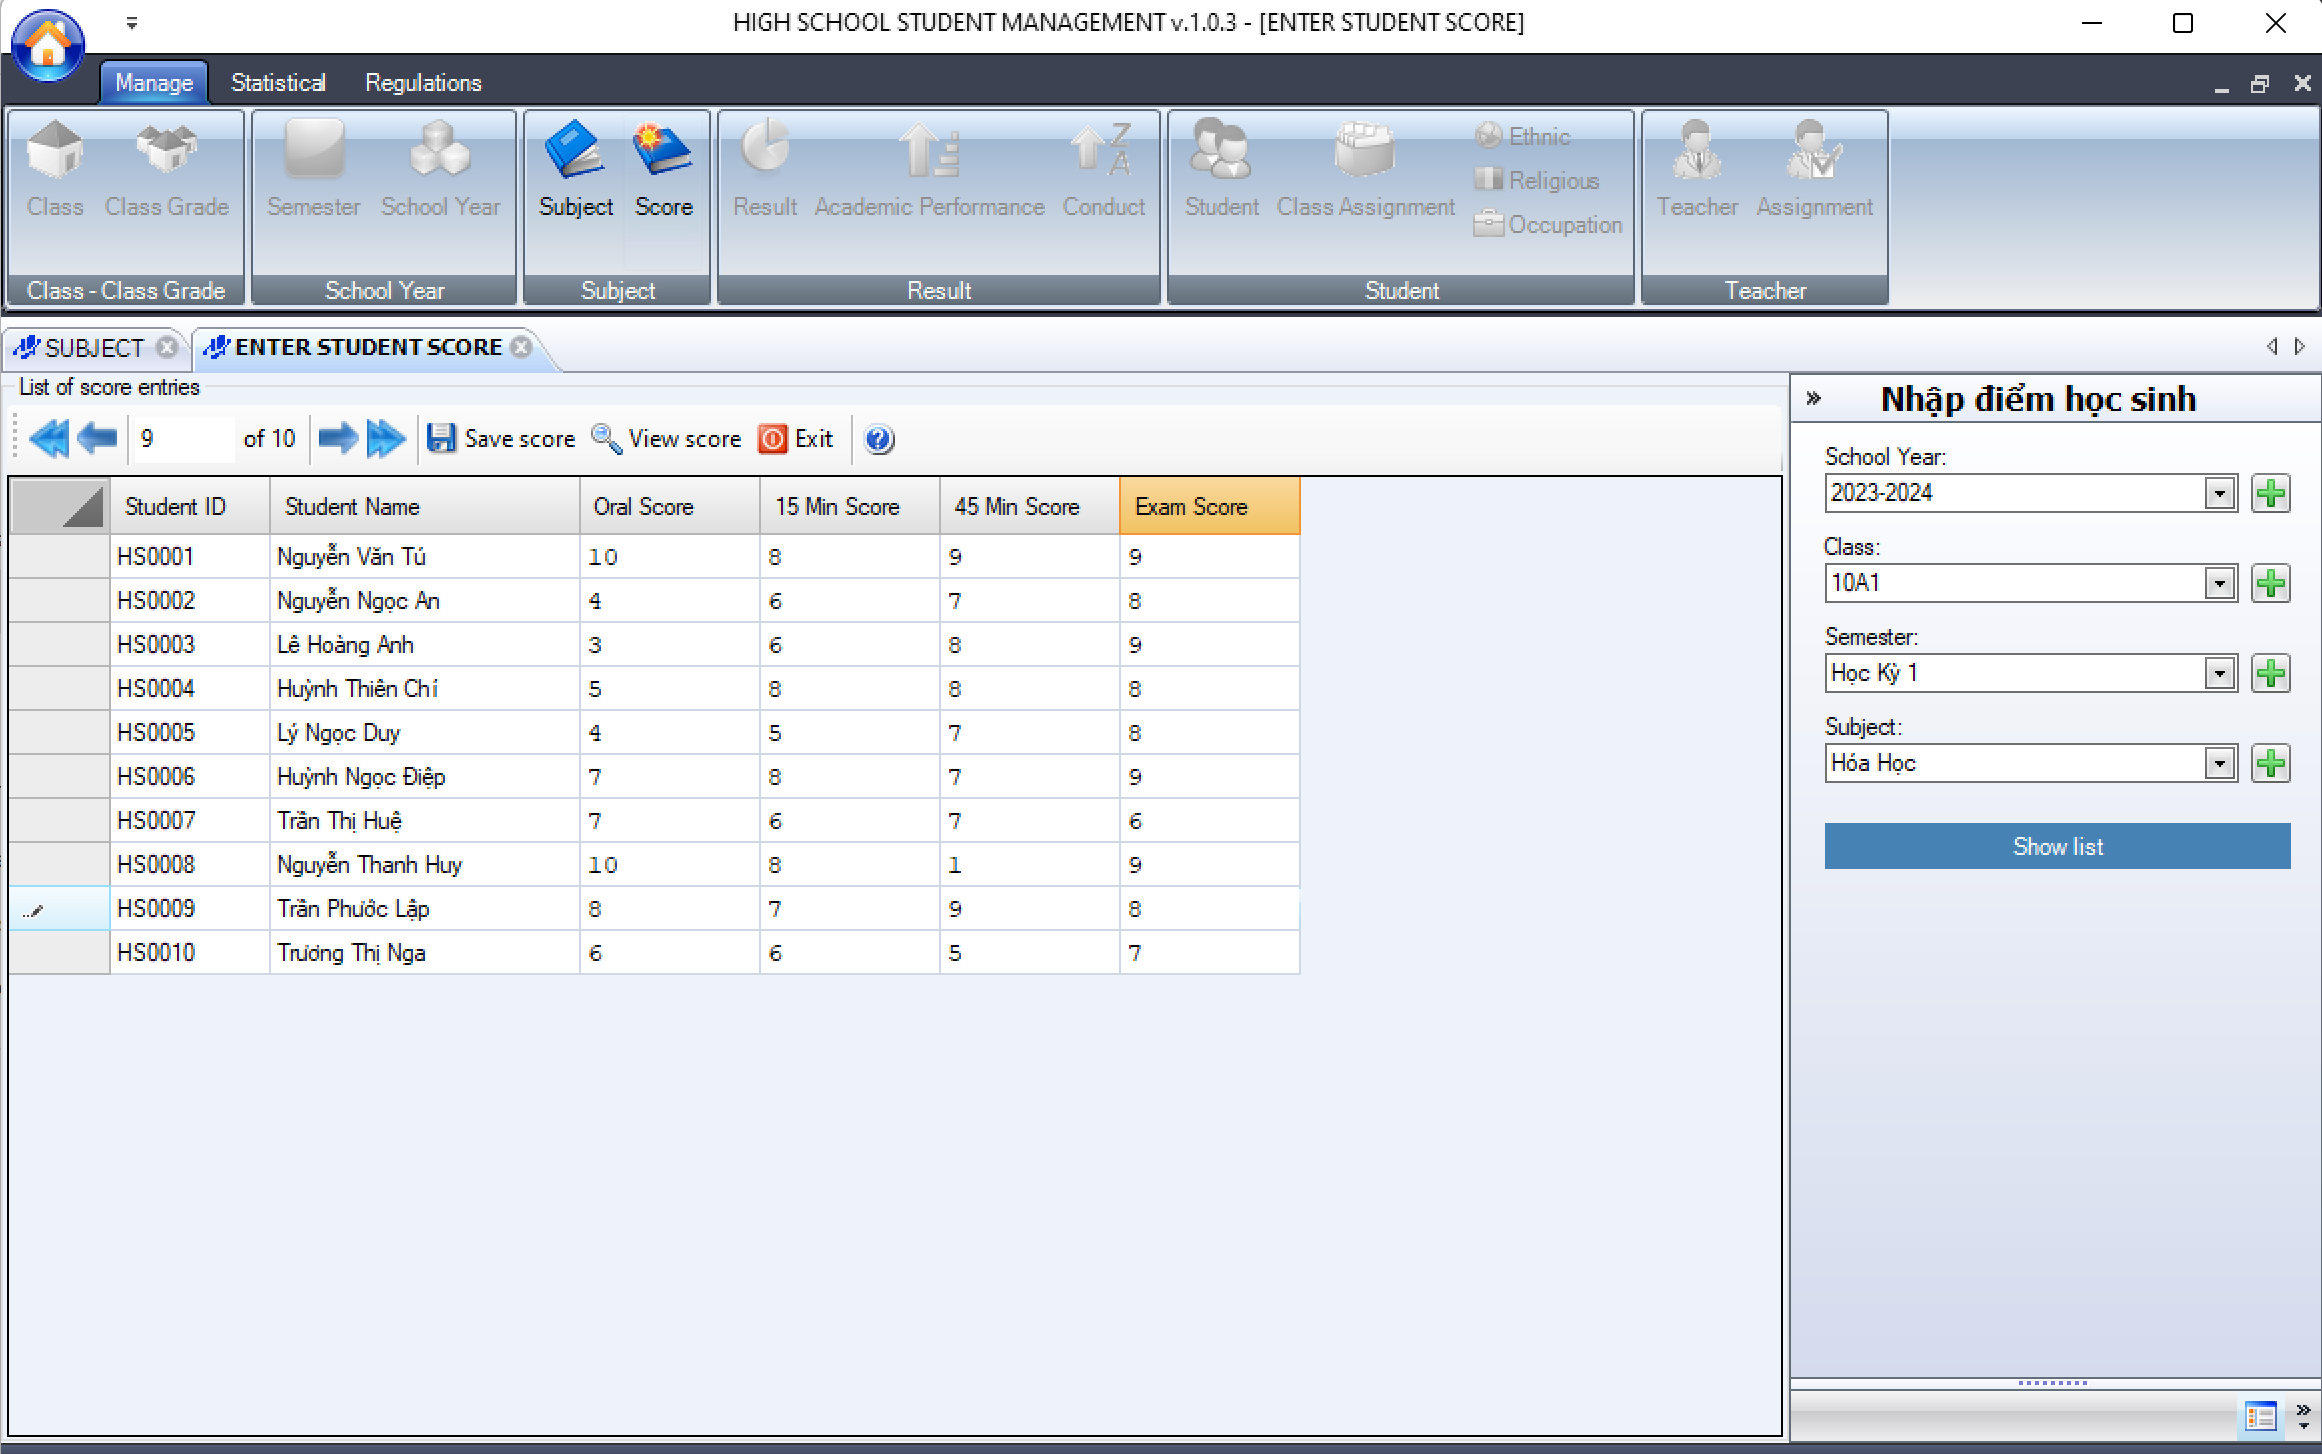 HIGH SCHOOL STUDENT MANAGEMENT v.1.0.3 - [ENTER STUDENT SCORE]
Manage Statistical Regulations
Class Class Grade Semester School Year Subject Score Result Academic Performance Conduct Student Class Assignment Ethnic Religious Occupation Teacher Assignment
Class - Class Grade School Year Subject Result Student Teacher
SUBJECT ENTER STUDENT SCORE
List of score entries
9 of 10 Save score View score Exit
Student ID Student Name Oral Score 15 Min Score 45 Min Score Exam Score
HS0001 Nguyễn Văn Tú 10 8 9 9
HS0002 Nguyễn Ngọc An 4 6 7 8
HS0003 Lê Hoàng Anh 3 6 8 9
HS0004 Huỳnh Thiên Chí 5 8 8 8
HS0005 Lý Ngọc Duy 4 5 7 8
HS0006 Huỳnh Ngọc Điệp 7 8 7 9
HS0007 Trần Thị Huệ 7 6 7 6
HS0008 Nguyễn Thanh Huy 10 8 1 9
HS0009 Trần Phước Lập 8 7 9 8
HS0010 Trương Thị Nga 6 6 5 7
Nhập điểm học sinh
School Year:
2023-2024
Class:
10A1
Semester:
Học Kỳ 1
Subject:
Hóa Học
Show list